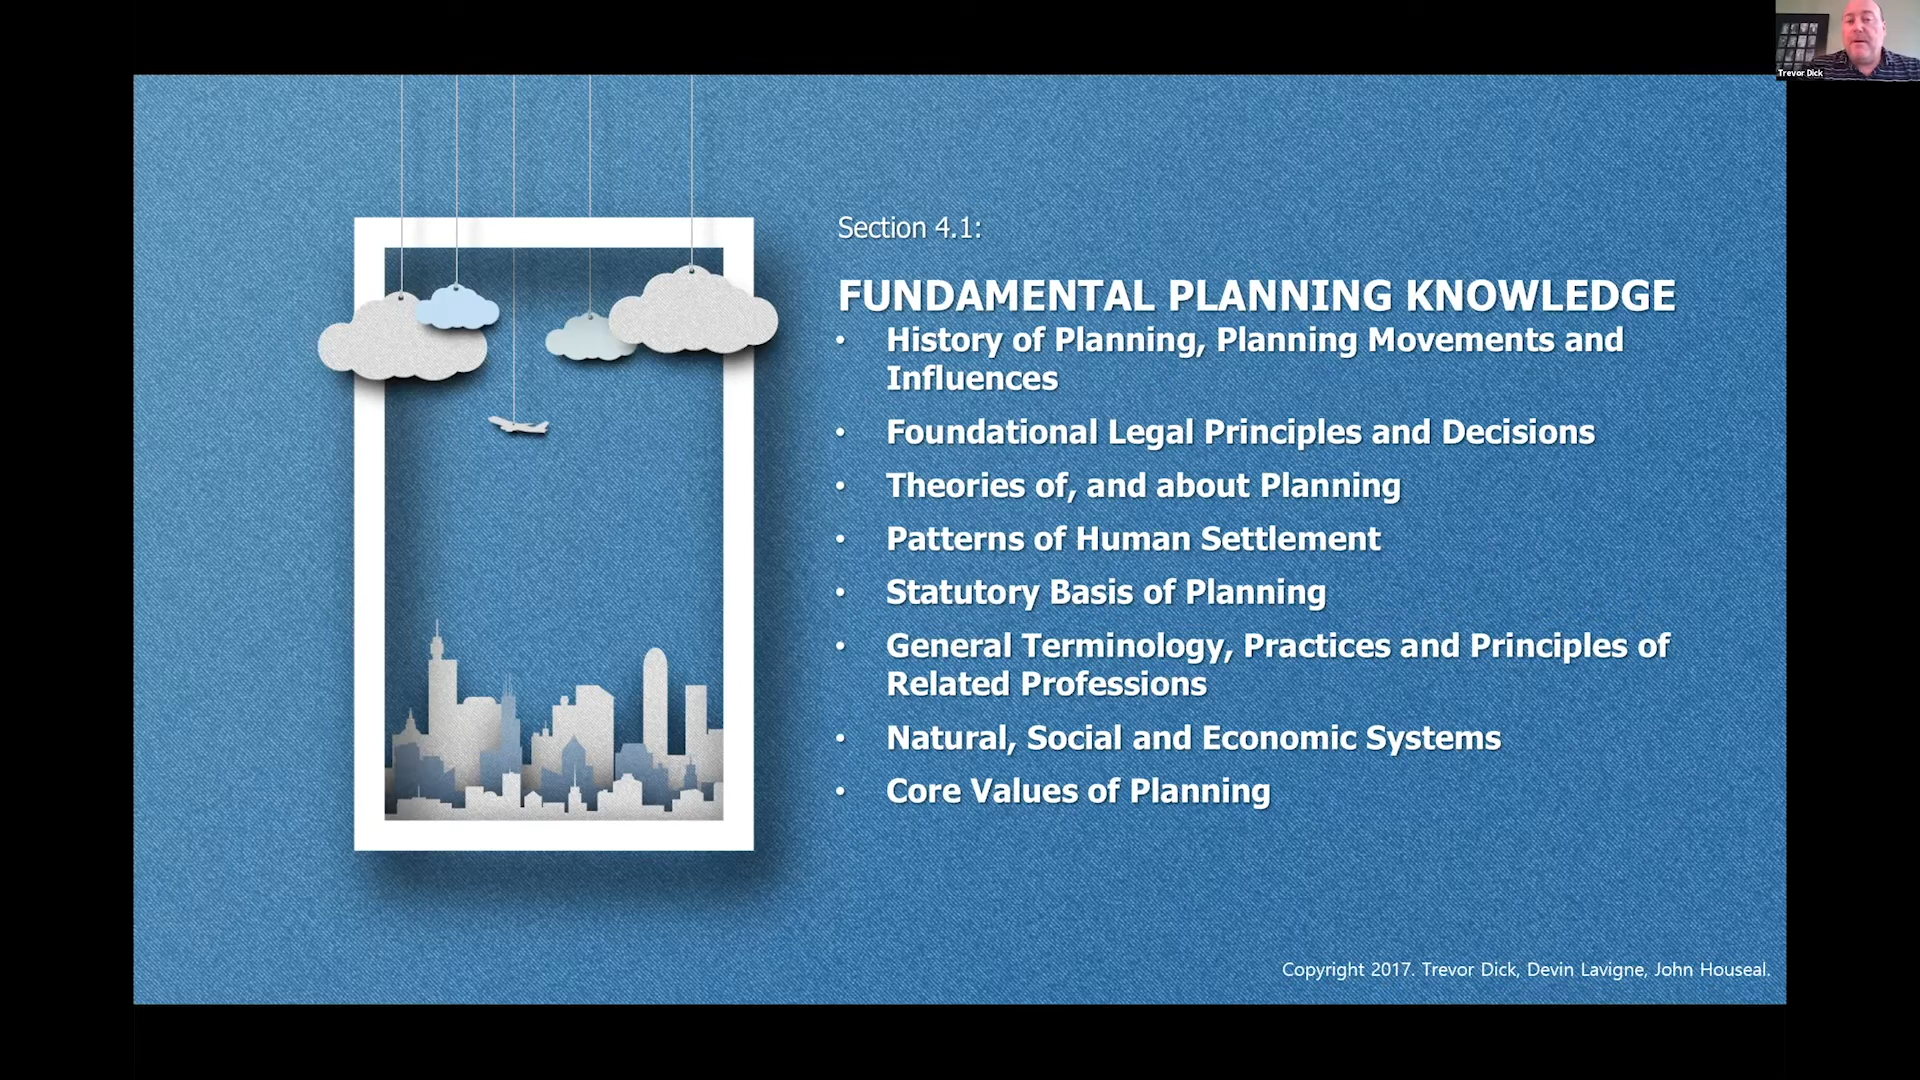 Trevor Dick
Section 4.1:
FUNDAMENTAL PLANNING KNOWLEDGE
• History of Planning, Planning Movements and
Influences
• Foundational Legal Principles and Decisions
• Theories of, and about Planning
• Patterns of Human Settlement
• Statutory Basis of Planning
• General Terminology, Practices and Principles of
Related Professions
• Natural, Social and Economic Systems
• Core Values of Planning
Copyright 2017. Trevor Dick, Devin Lavigne, John Houseal.